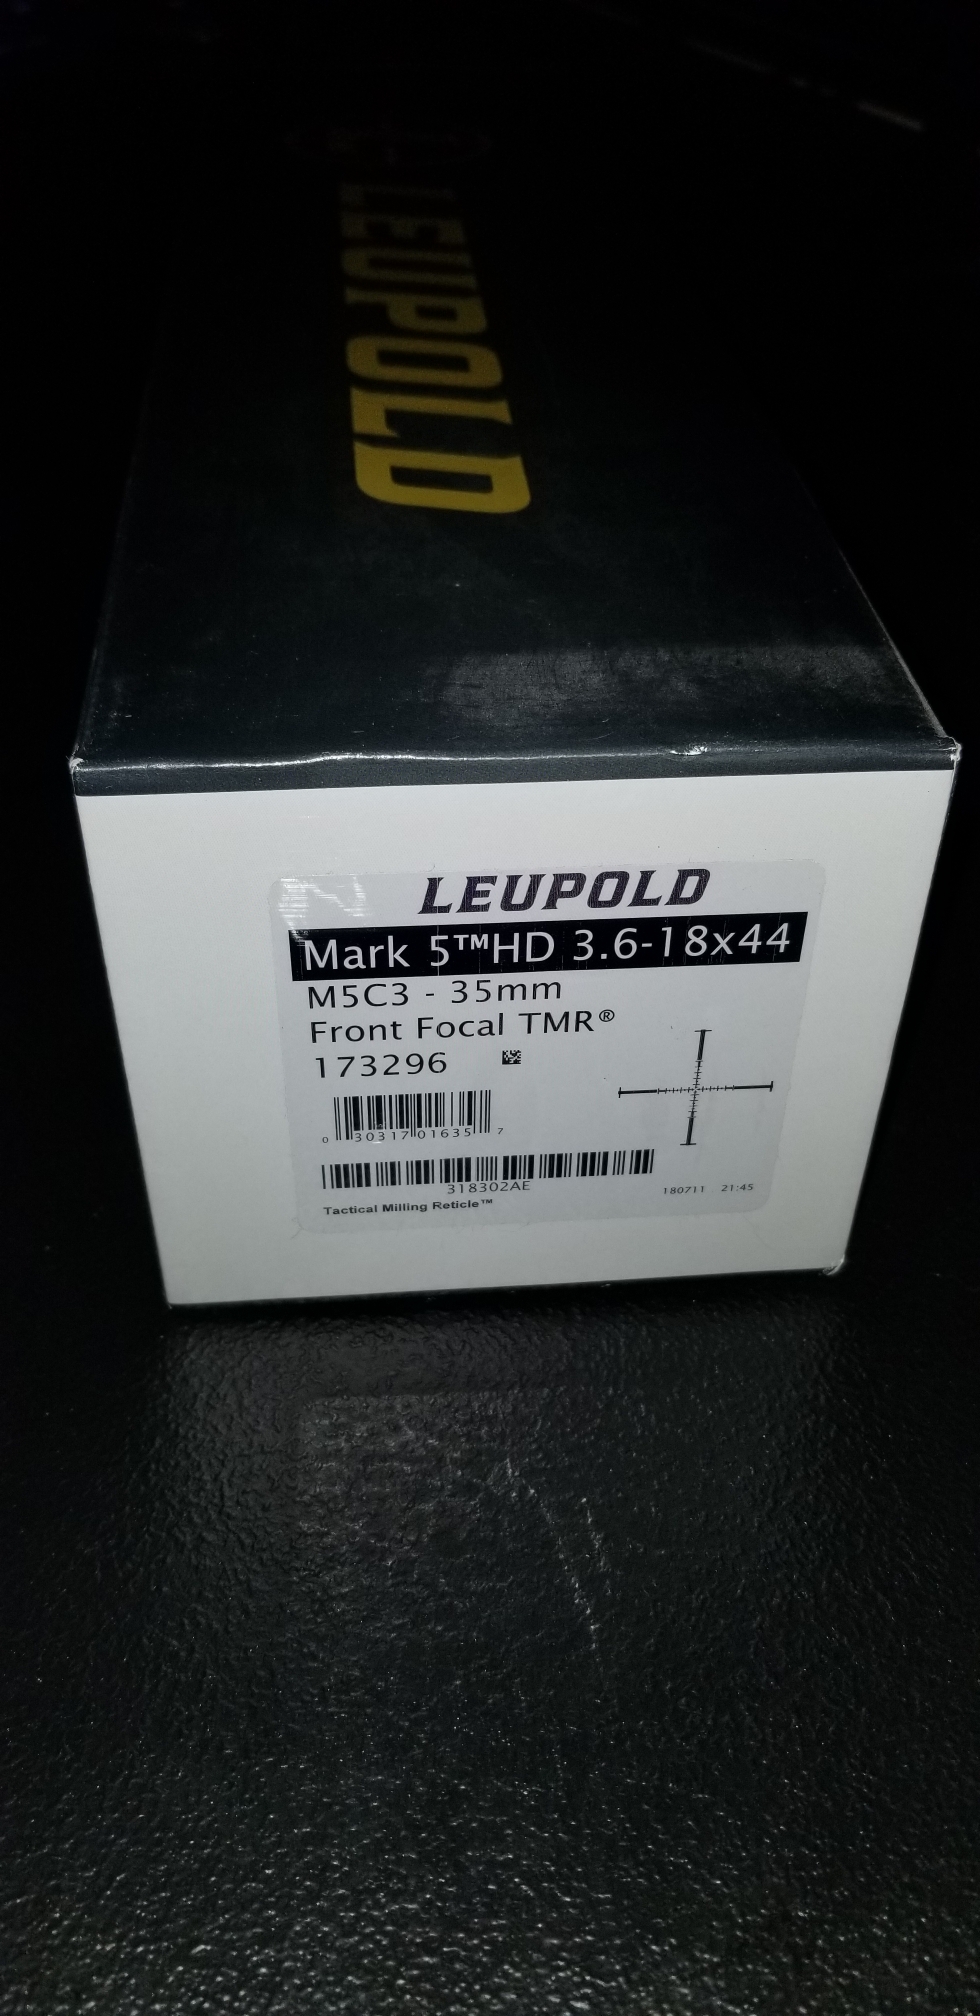 LEUPOLD
LEUPOLD
Mark 5™HD 3.6-18x44
M5C3 - 35mm
Front Focal TMR®
173296
0 30317 01635 7
318302AE
180711 21:45
Tactical Milling Reticle™